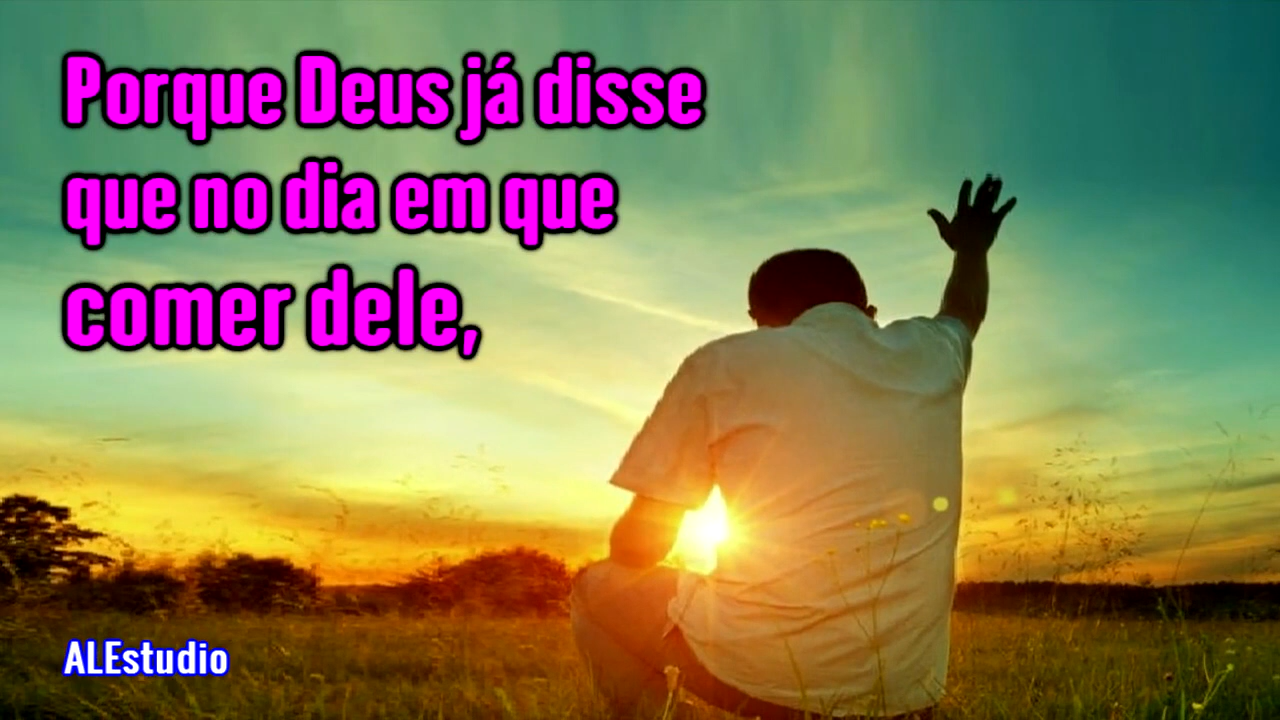 Porque Deus já disse
que no dia em que
comer dele,
ALEstudio